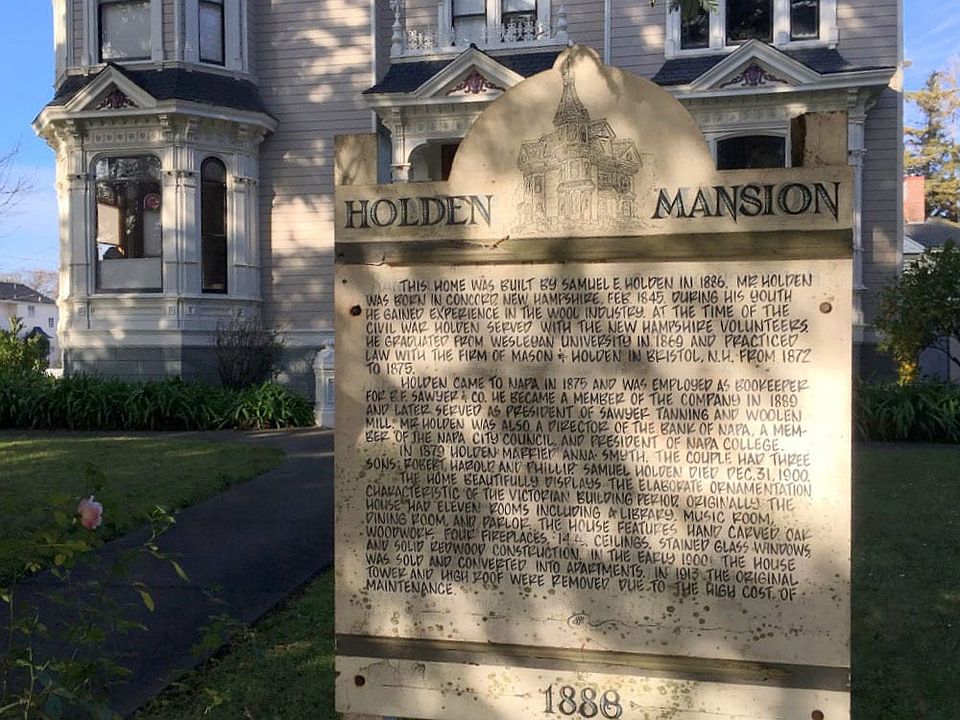 HOLDEN MANSION
THIS HOME WAS BUILT BY SAMUEL E HOLDEN IN 1886. MR HOLDEN
WAS BORN IN CONCORD NEW HAMPSHIRE, FEB. 1845. DURING HIS YOUTH
HE GAINED EXPERIENCE IN THE WOOL INDUSTRY. AT THE TIME OF THE
CIVIL WAR HOLDEN SERVED WITH THE NEW HAMPSHIRE VOLUNTEERS.
HE GRADUATED FROM WESLEYAN UNIVERSITY IN 1869 AND PRACTICED
LAW WITH THE FIRM OF MASON & HOLDEN IN BRISTOL, N.H. FROM 1872
TO 1875.
HOLDEN CAME TO NAPA IN 1875 AND WAS EMPLOYED AS BOOKEEPER
FOR B.F. SAWYER & CO. HE BECAME A MEMBER OF THE COMPANY IN 1889
AND LATER SERVED AS PRESIDENT OF SAWYER TANNING AND WOOLEN
MILL. MR HOLDEN WAS ALSO A DIRECTOR OF THE BANK OF NAPA, A MEM-
BER OF THE NAPA CITY COUNCIL AND PRESIDENT OF NAPA COLLEGE.
IN 1879 HOLDEN MARRIED ANNA SMYTH. THE COUPLE HAD THREE
SONS: ROBERT, HAROLD, AND PHILLIP. SAMUEL HOLDEN DIED DEC. 31, 1900.
THE HOME BEAUTIFULLY DISPLAYS THE ELABORATE ORNAMENTATION
CHARACTERISTIC OF THE VICTORIAN BUILDING PERIOD. ORIGINALLY THE
HOUSE HAD ELEVEN ROOMS INCLUDING A LIBRARY, MUSIC ROOM,
DINING ROOM, AND PARLOR. THE HOUSE FEATURES HAND CARVED OAK
WOODWORK, FOUR FIREPLACES, 14 ft. CEILINGS, STAINED GLASS WINDOWS
AND SOLID REDWOOD CONSTRUCTION. IN THE EARLY 1900s THE HOUSE
WAS SOLD AND CONVERTED INTO APARTMENTS. IN 1913 THE ORIGINAL
TOWER AND HIGH ROOF WERE REMOVED DUE TO THE HIGH COST OF
MAINTENANCE.
1886